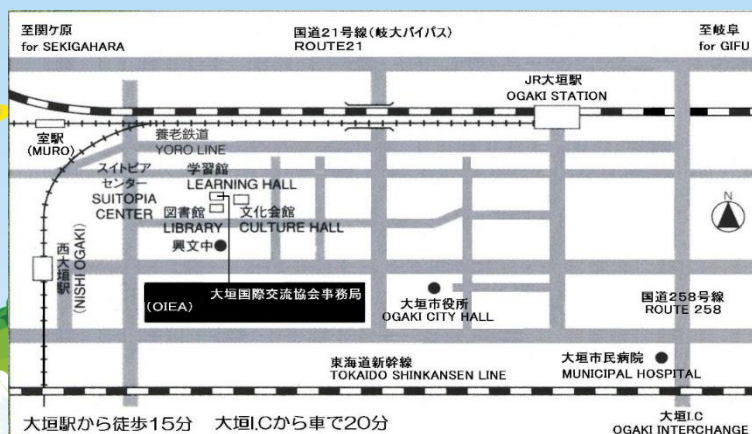 至関ケ原
for SEKIGAHARA
国道21号線(岐大バイパス)
ROUTE21
至岐阜
for GIFU
JR大垣駅
OGAKI STATION
室駅
(MURO)
養老鉄道
YORO LINE
スイトピア
センター
SUITOPIA
CENTER
学習館
LEARNING HALL
図書館
LIBRARY
文化会館
CULTURE HALL
興文中
N
西大垣駅
(NISHI OGAKI)
大垣国際交流協会事務局
(OIEA)
大垣市役所
OGAKI CITY HALL
国道258号線
ROUTE 258
東海道新幹線
TOKAIDO SHINKANSEN LINE
大垣市民病院
MUNICIPAL HOSPITAL
大垣駅から徒歩15分 大垣I.Cから車で20分
大垣I.C
OGAKI INTERCHANGE